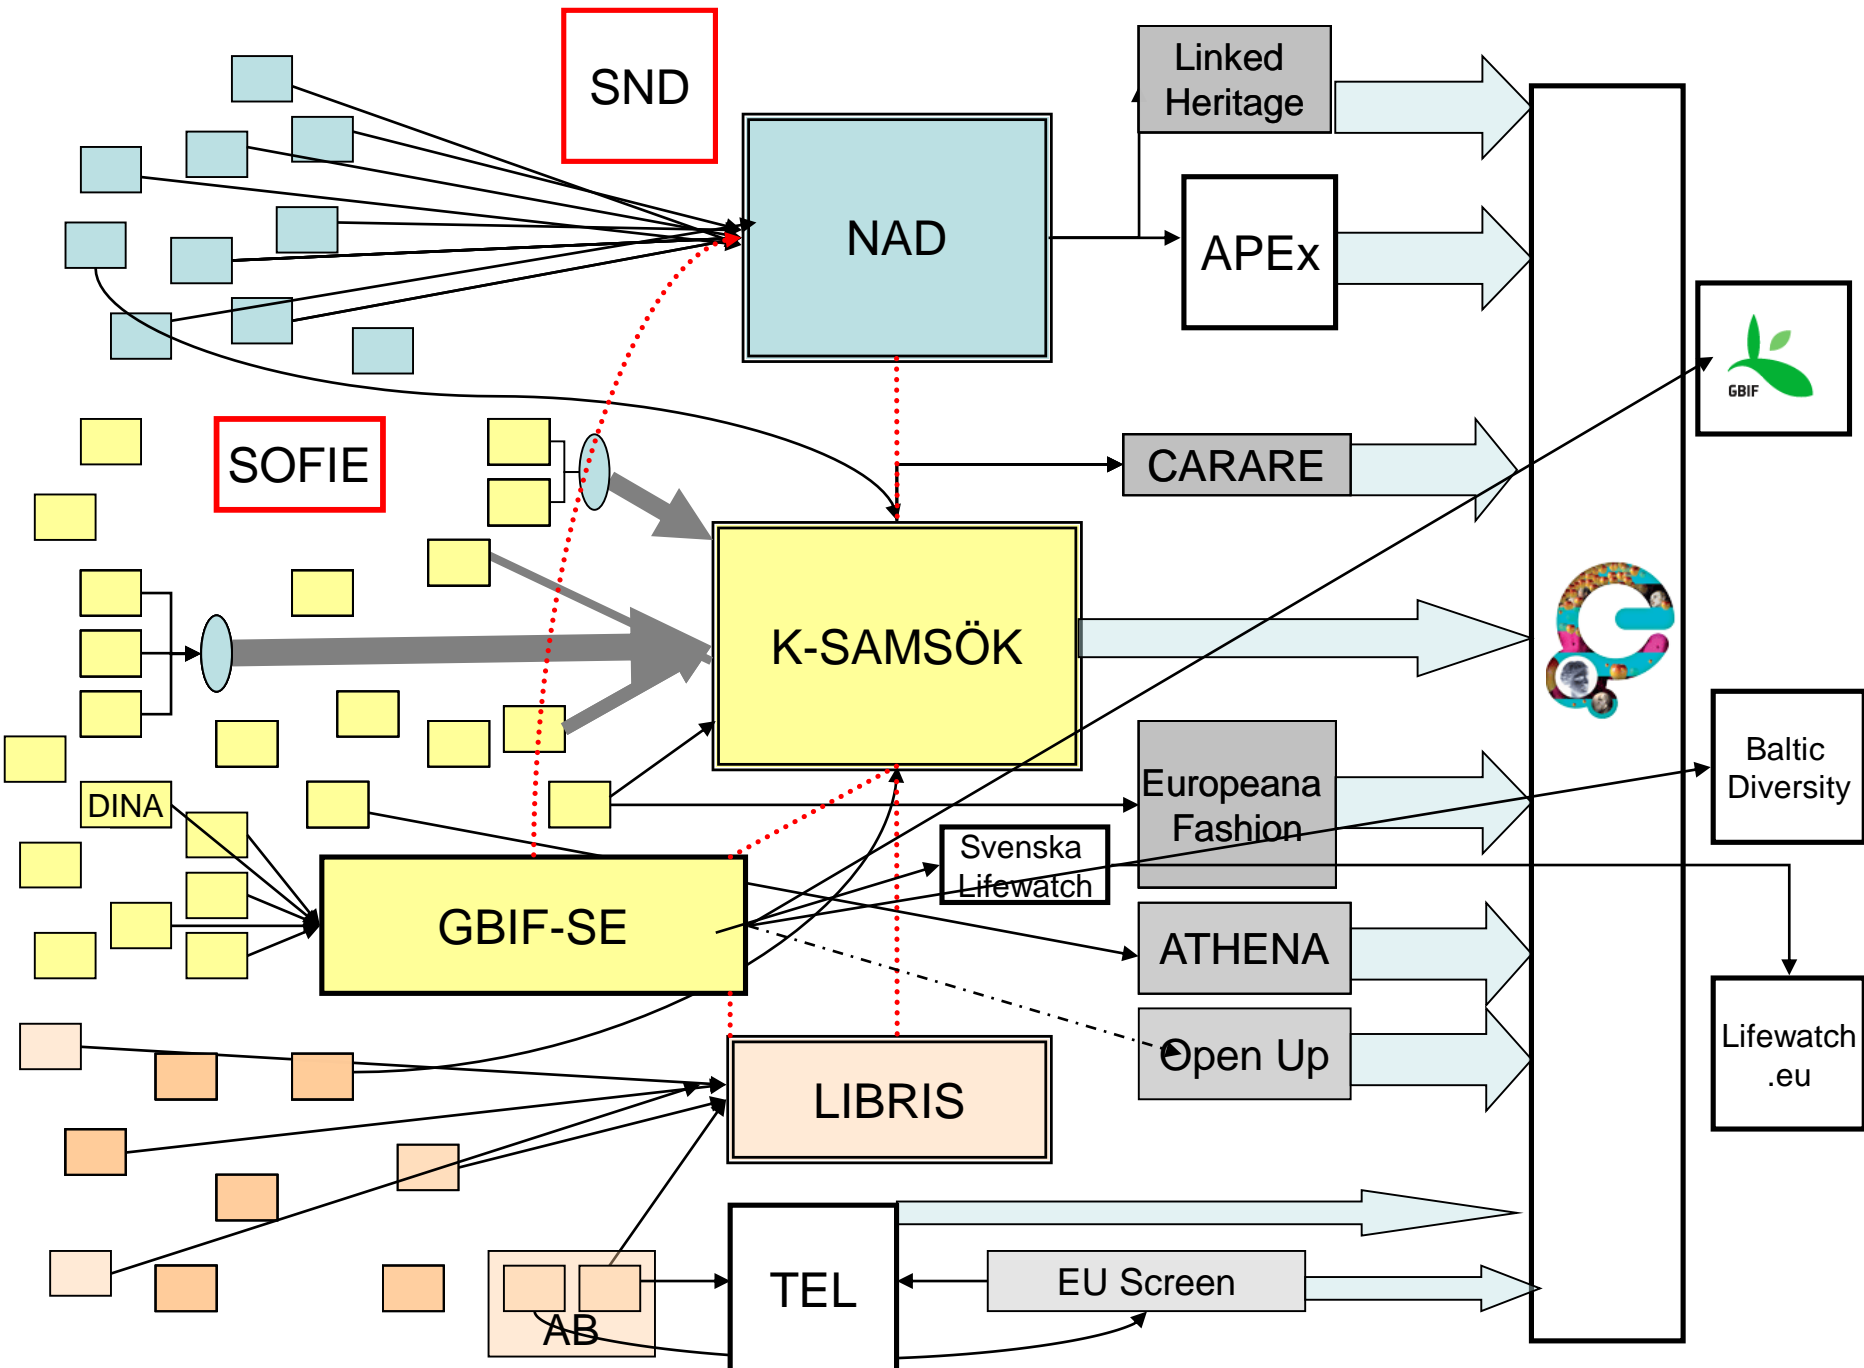 SND
Linked
Heritage
NAD
APEx
GBIF
SOFIE
CARARE
K-SAMSÖK
Baltic
Diversity
DINA
Europeana
Fashion
Svenska
Lifewatch
GBIF-SE
ATHENA
Open Up
Lifewatch
.eu
LIBRIS
TEL
EU Screen
AB